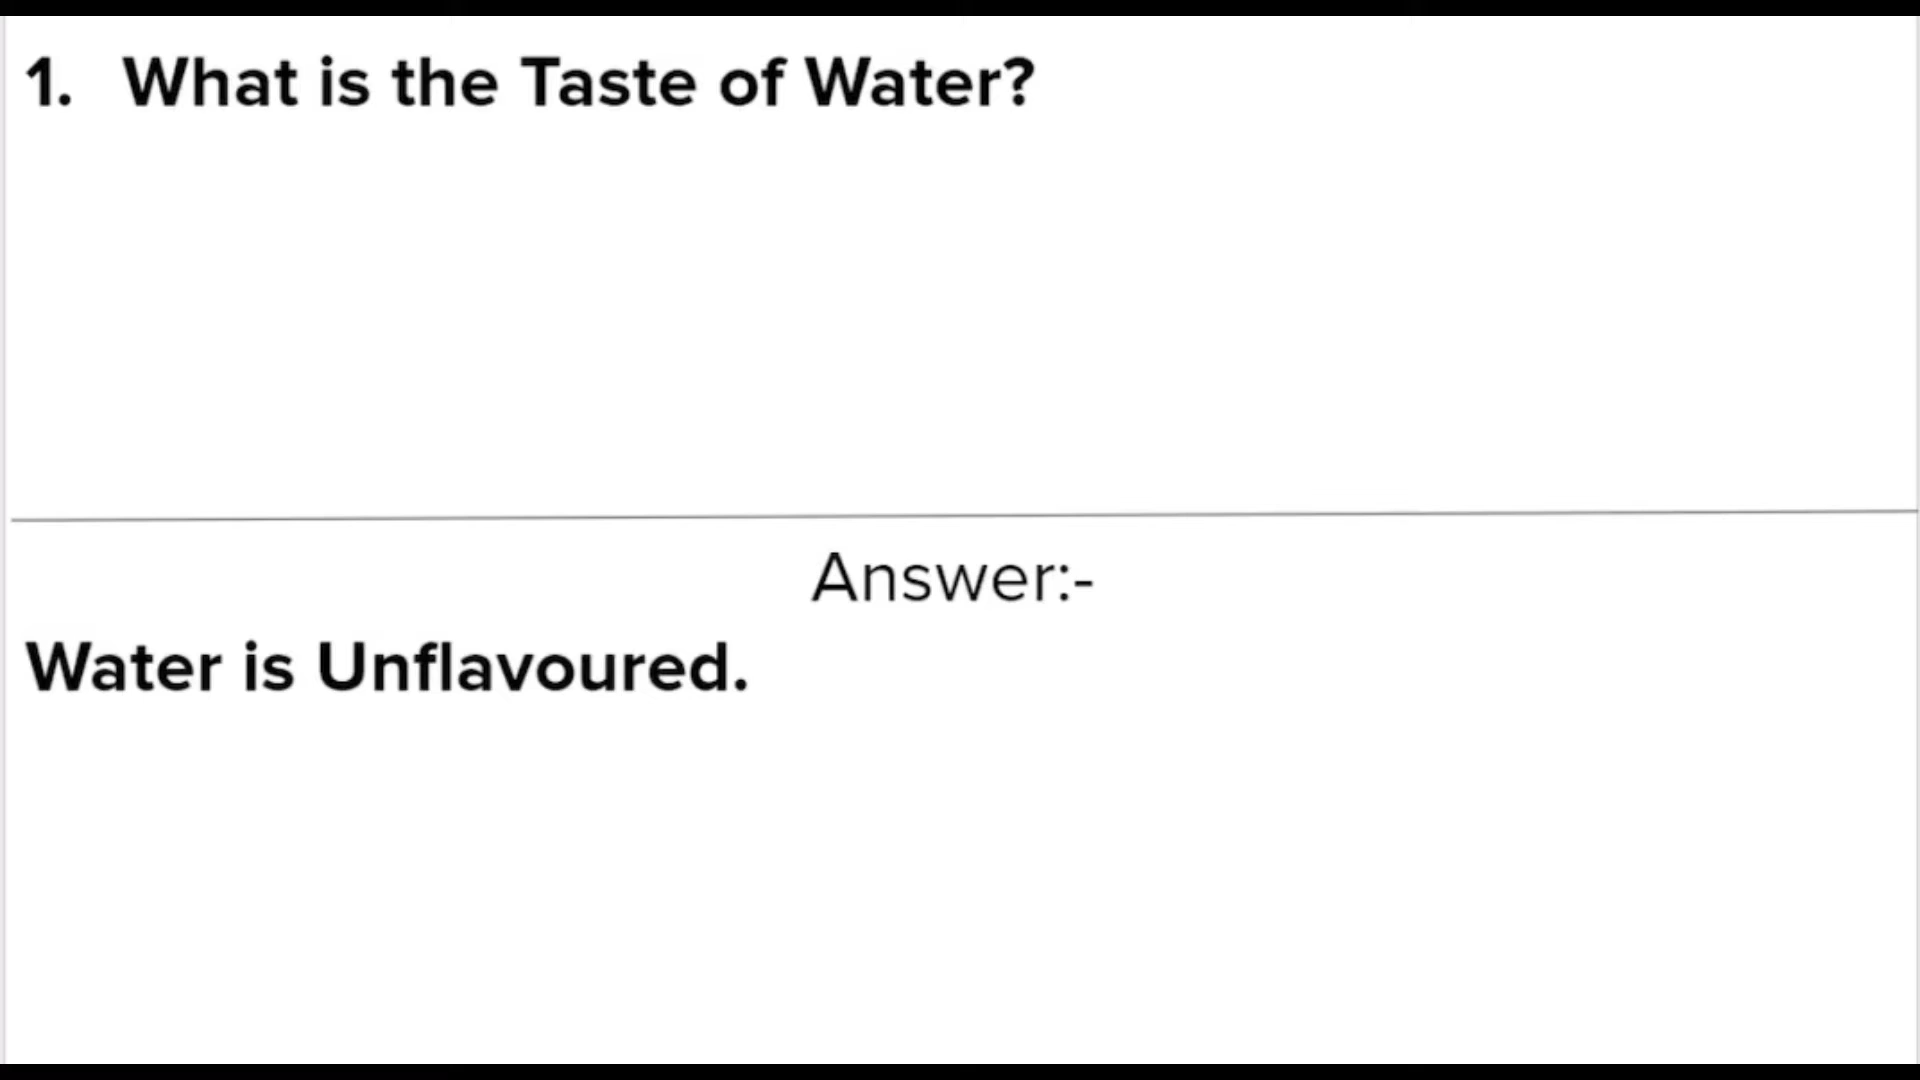 1. What is the Taste of Water?
Answer:-
Water is Unflavoured.